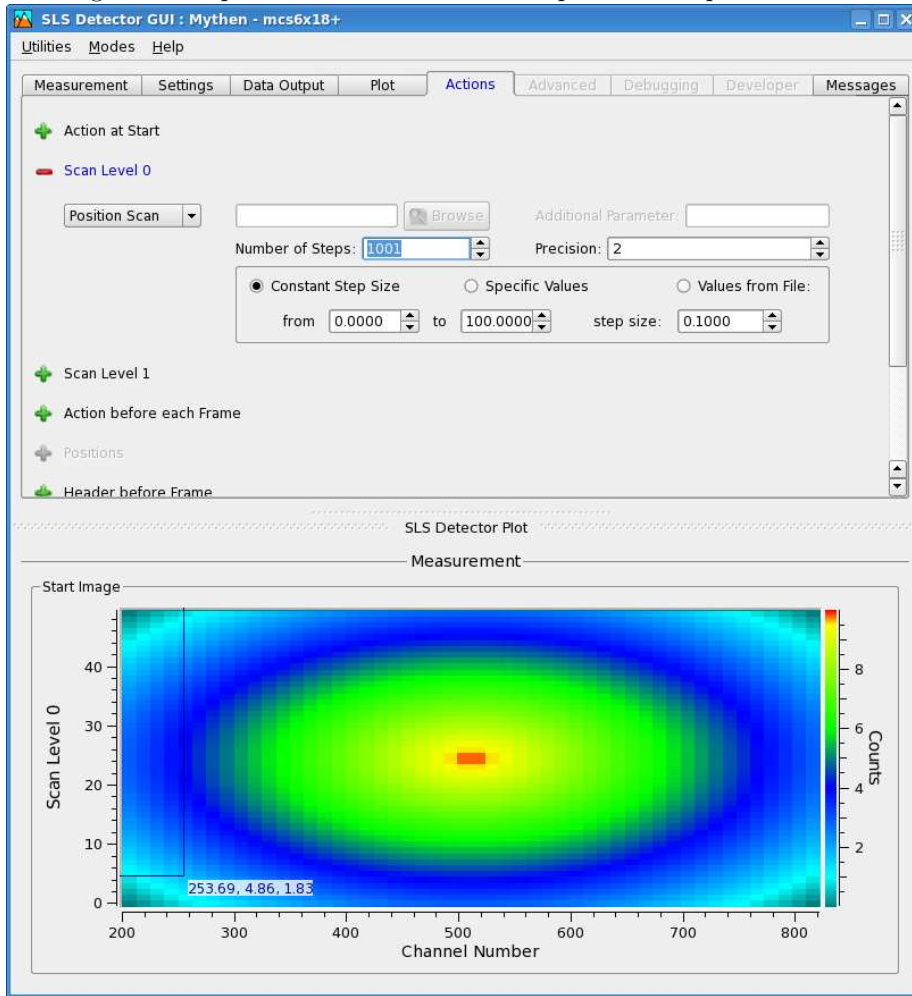 SLS Detector GUI : Mythen - mcs6x18+
Utilities Modes Help
Measurement Settings Data Output Plot Actions Advanced Debugging Developer Messages
Action at Start
Scan Level 0
Position Scan Browse Additional Parameter:
Number of Steps: 1001 Precision: 2
Constant Step Size Specific Values Values from File:
from 0.0000 to 100.0000 step size: 0.1000
Scan Level 1
Action before each Frame
Positions
Header before Frame
SLS Detector Plot
Measurement
Start Image
Scan Level 0
40
30
20
10
0
253.69, 4.86, 1.83
8
6
4
2
Counts
200 300 400 500 600 700 800
Channel Number